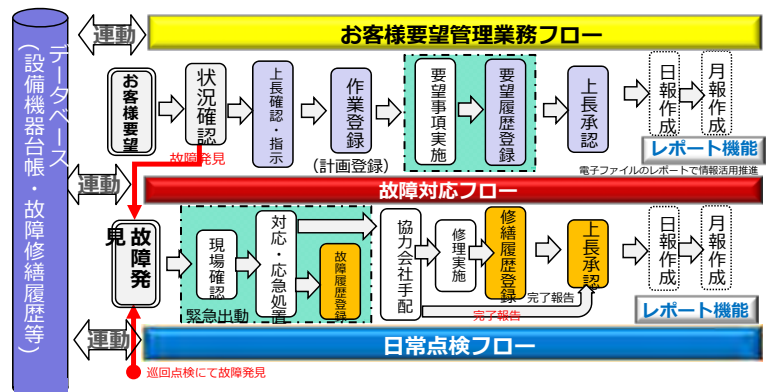 データベース
（設備機器台帳・故障修繕履歴等）
連動
お客様要望管理業務フロー
お客様要望
状況確認
上長確認・指示
作業登録
（計画登録）
要望事項実施
要望履歴登録
上長承認
日報作成
月報作成
レポート機能
電子ファイルのレポートで情報活用推進
故障発見
連動
故障対応フロー
故障発見
現場確認
対応・応急処置
故障履歴登録
緊急出動
協力会社手配
修理実施
修繕履歴登録
上長承認
完了報告
完了報告
日報作成
月報作成
レポート機能
連動
日常点検フロー
巡回点検にて故障発見